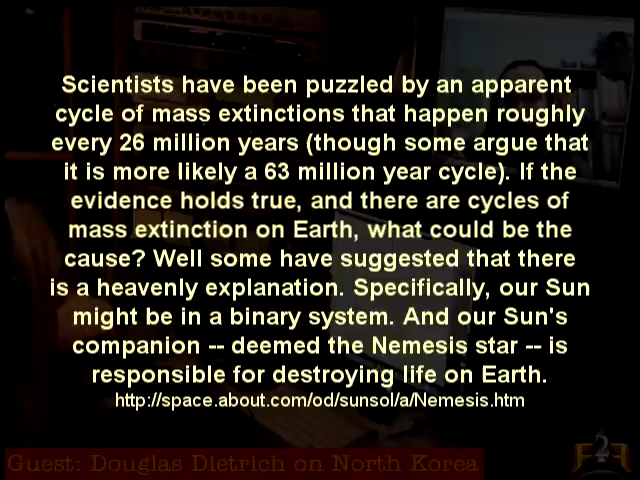 Scientists have been puzzled by an apparent
cycle of mass extinctions that happen roughly
every 26 million years (though some argue that
it is more likely a 63 million year cycle). If the
evidence holds true, and there are cycles of
mass extinction on Earth, what could be the
cause? Well some have suggested that there
is a heavenly explanation. Specifically, our Sun
might be in a binary system. And our Sun's
companion -- deemed the Nemesis star -- is
responsible for destroying life on Earth.
http://space.about.com/od/sunsol/a/Nemesis.htm
Guest: Douglas Dietrich on North Korea
F2F